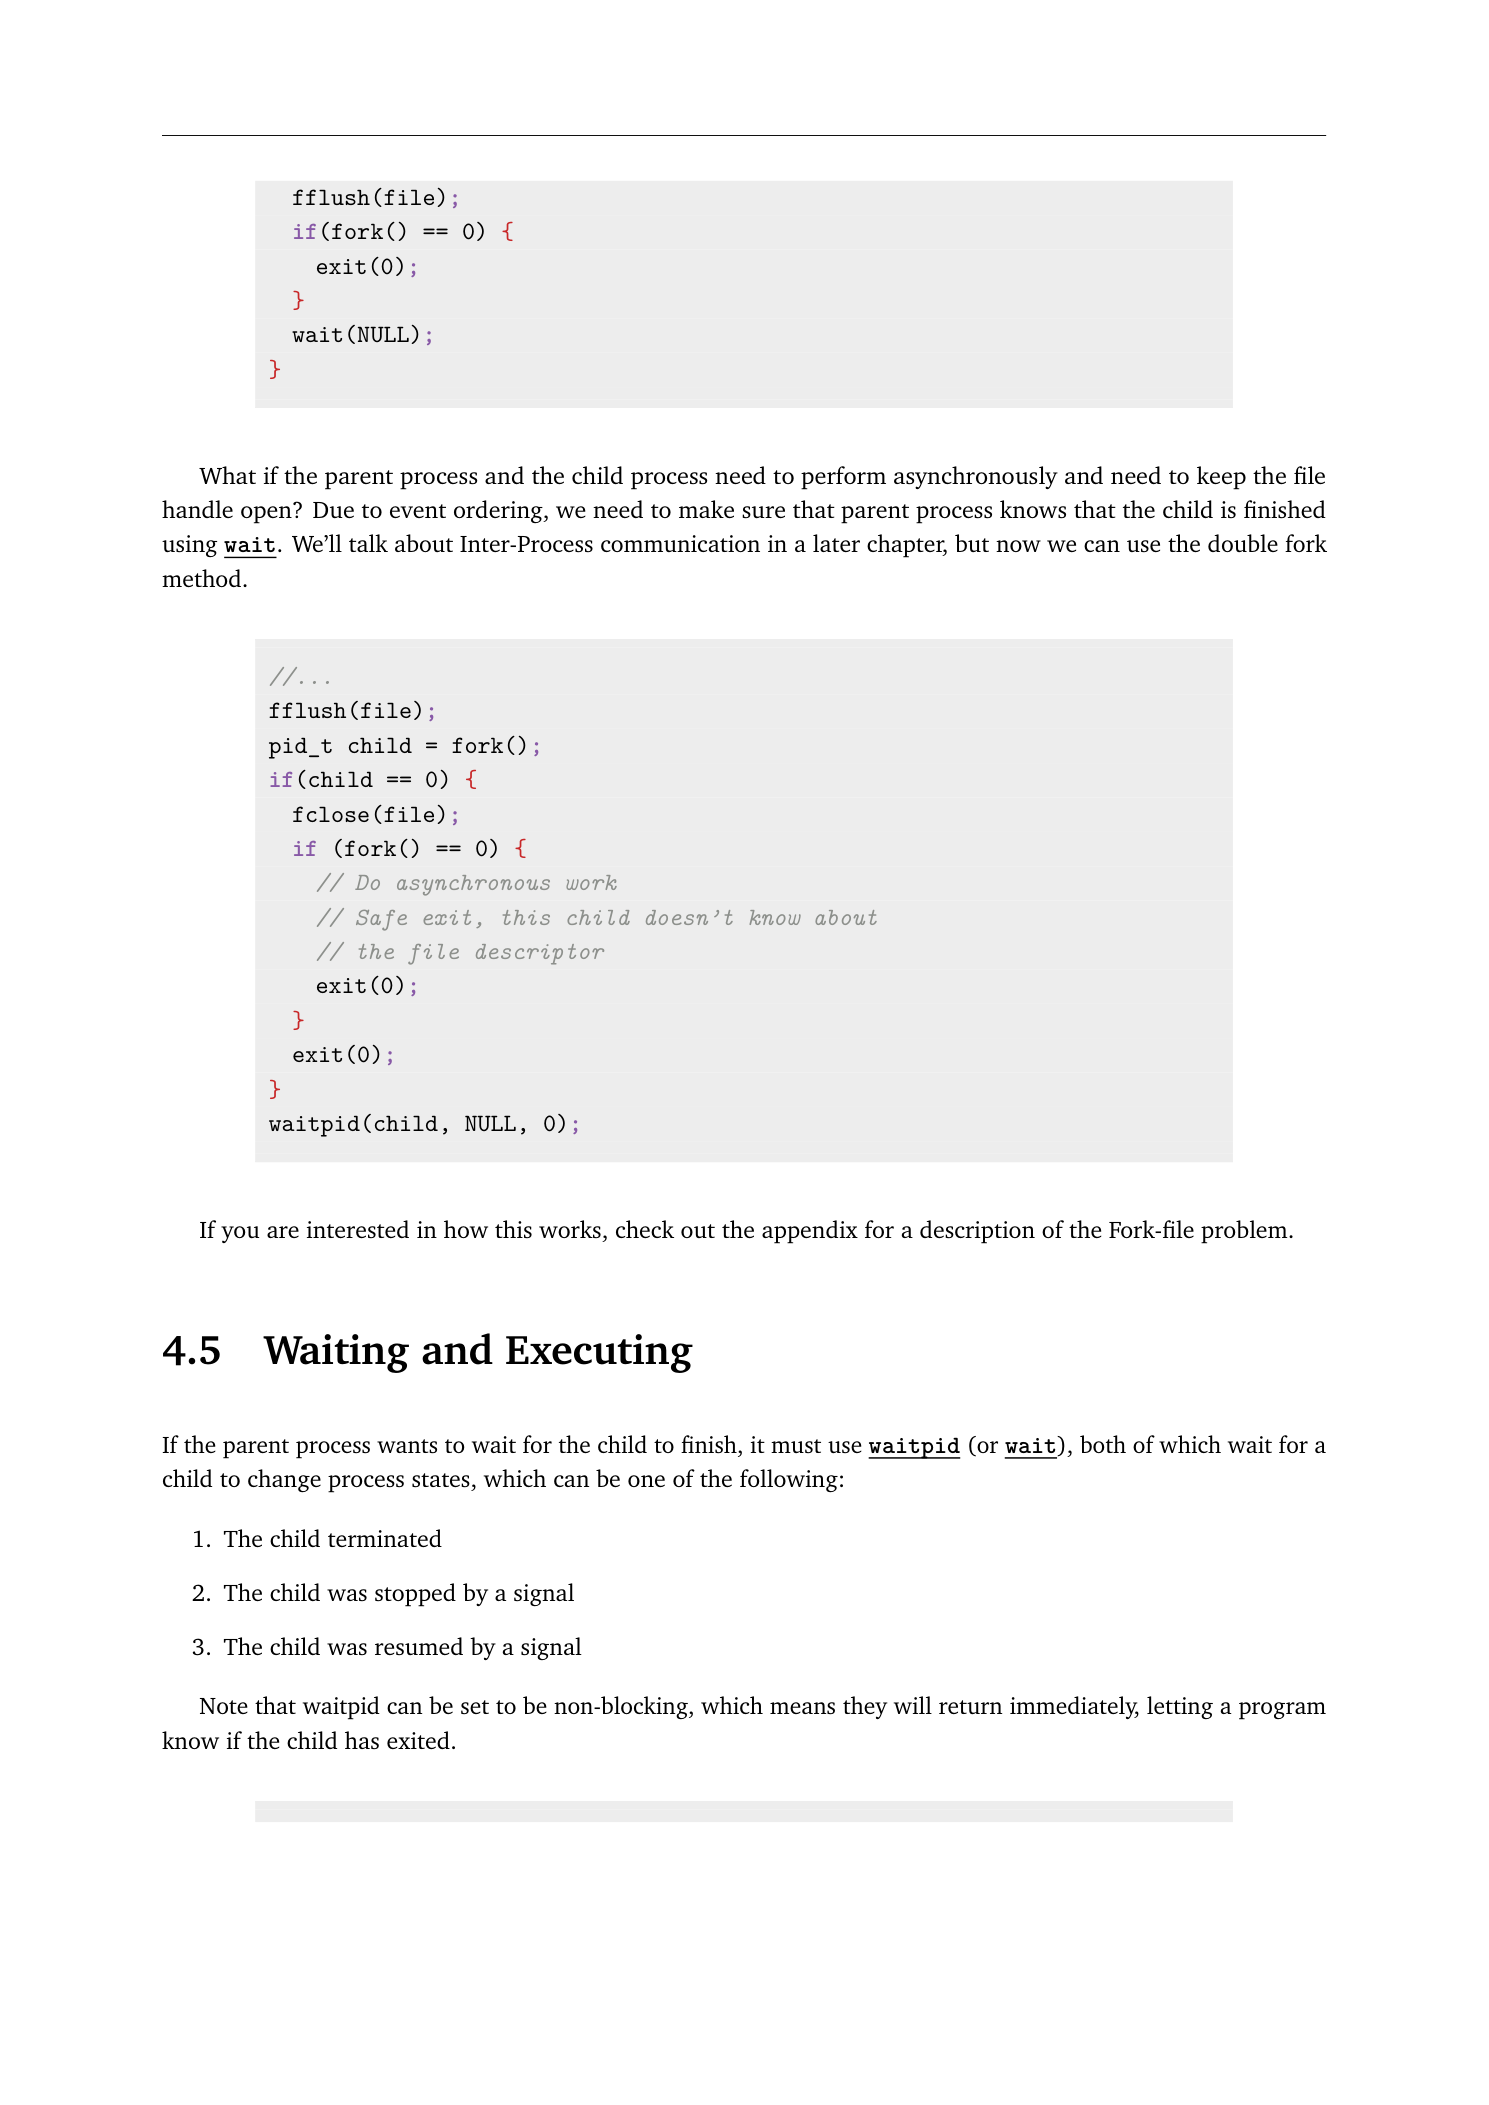 fflush(file);
if(fork() == 0) {
exit(0);
}
wait(NULL);
}
What if the parent process and the child process need to perform asynchronously and need to keep the file
handle open? Due to event ordering, we need to make sure that parent process knows that the child is finished
using wait. We’ll talk about Inter-Process communication in a later chapter, but now we can use the double fork
method.
//...
fflush(file);
pid_t child = fork();
if(child == 0) {
fclose(file);
if (fork() == 0) {
// Do asynchronous work
// Safe exit, this child doesn’t know about
// the file descriptor
exit(0);
}
exit(0);
}
waitpid(child, NULL, 0);
If you are interested in how this works, check out the appendix for a description of the Fork-file problem.
4.5 Waiting and Executing
If the parent process wants to wait for the child to finish, it must use waitpid (or wait), both of which wait for a
child to change process states, which can be one of the following:
1. The child terminated
2. The child was stopped by a signal
3. The child was resumed by a signal
Note that waitpid can be set to be non-blocking, which means they will return immediately, letting a program
know if the child has exited.